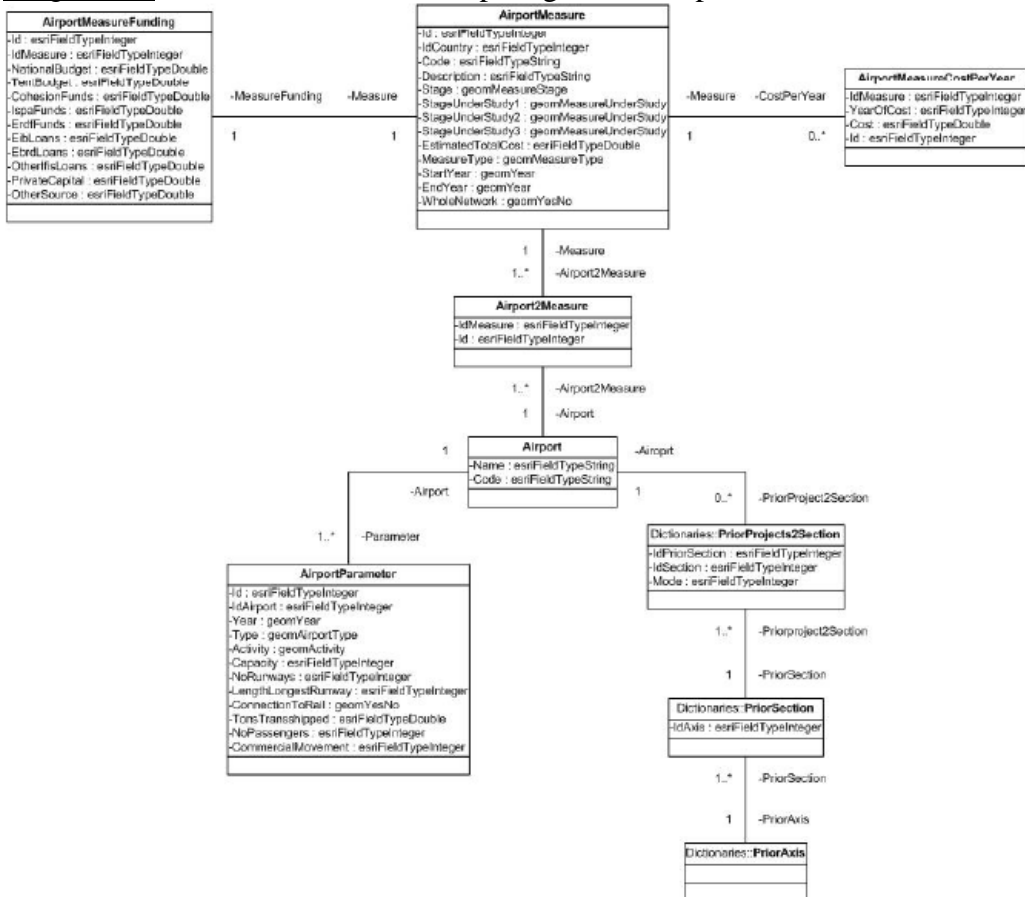 AirportMeasureFunding
-Id : esriFieldTypeInteger
-IdMeasure : esriFieldTypeInteger
-NationalBudget : esriFieldTypeDouble
-TentBudget : esriFieldTypeDouble
-CohesionFunds : esriFieldTypeDouble
-IspaFunds : esriFieldTypeDouble
-ErdfFunds : esriFieldTypeDouble
-EibLoans : esriFieldTypeDouble
-EbrdLoans : esriFieldTypeDouble
-OtherIfisLoans : esriFieldTypeDouble
-PrivateCapital : esriFieldTypeDouble
-OtherSource : esriFieldTypeDouble
-MeasureFunding
-Measure
1
1
AirportMeasure
-Id : esriFieldTypeInteger
-IdCountry : esriFieldTypeInteger
-Code : esriFieldTypeString
-Description : esriFieldTypeString
-Stage : geomMeasureStage
-StageUnderStudy1 : geomMeasureUnderStudy
-StageUnderStudy2 : geomMeasureUnderStudy
-StageUnderStudy3 : geomMeasureUnderStudy
-EstimatedTotalCost : esriFieldTypeDouble
-MeasureType : geomMeasureType
-StartYear : geomYear
-EndYear : geomYear
-WholeNetwork : geomYesNo
-Measure
-CostPerYear
1
0..*
AirportMeasureCostPerYear
-IdMeasure : esriFieldTypeInteger
-YearOfCost : esriFieldTypeInteger
-Cost : esriFieldTypeDouble
-Id : esriFieldTypeInteger
1 -Measure
1..* -Airport2Measure
Airport2Measure
-IdMeasure : esriFieldTypeInteger
-Id : esriFieldTypeInteger
1..* -Airport2Measure
1 -Airport
Airport
-Name : esriFieldTypeString
-Code : esriFieldTypeString
1
-Airport
1..* -Parameter
AirportParameter
-Id : esriFieldTypeInteger
-IdAirport : esriFieldTypeInteger
-Year : geomYear
-Type : geomAirportType
-Activity : geomActivity
-Capacity : esriFieldTypeInteger
-NoRunways : esriFieldTypeInteger
-LengthLongestRunway : esriFieldTypeInteger
-ConnectionToRail : geomYesNo
-TonsTransshipped : esriFieldTypeDouble
-NoPassengers : esriFieldTypeInteger
-CommercialMovement : esriFieldTypeInteger
-Airoprt
1
0..* -PriorProject2Section
Dictionaries::PriorProjects2Section
-IdPriorSection : esriFieldTypeInteger
-IdSection : esriFieldTypeInteger
-Mode : esriFieldTypeInteger
1..* -Priorproject2Section
1 -PriorSection
Dictionaries::PriorSection
-IdAxis : esriFieldTypeInteger
1..* -PriorSection
1 -PriorAxis
Dictionaries::PriorAxis